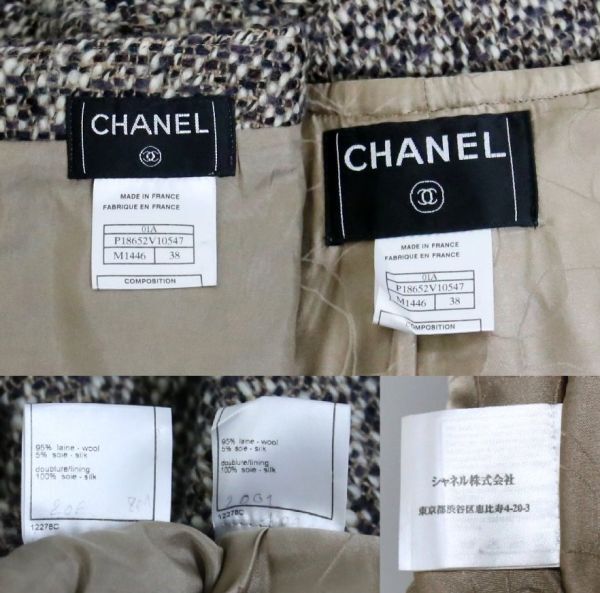 CHANEL
MADE IN FRANCE
FABRIQUE EN FRANCE
01A
P18652V10547
M1446 38
COMPOSITION
CHANEL
MADE IN FRANCE
FABRIQUE EN FRANCE
01A
P18652V10547
M1446 38
COMPOSITION
95% laine - wool
5% soie - silk
doublure/lining
100% soie - silk
12278C
95% laine - wool
5% soie - silk
doublure/lining
100% soie - silk
12278C
シャネル株式会社
東京都渋谷区恵比寿4-20-3